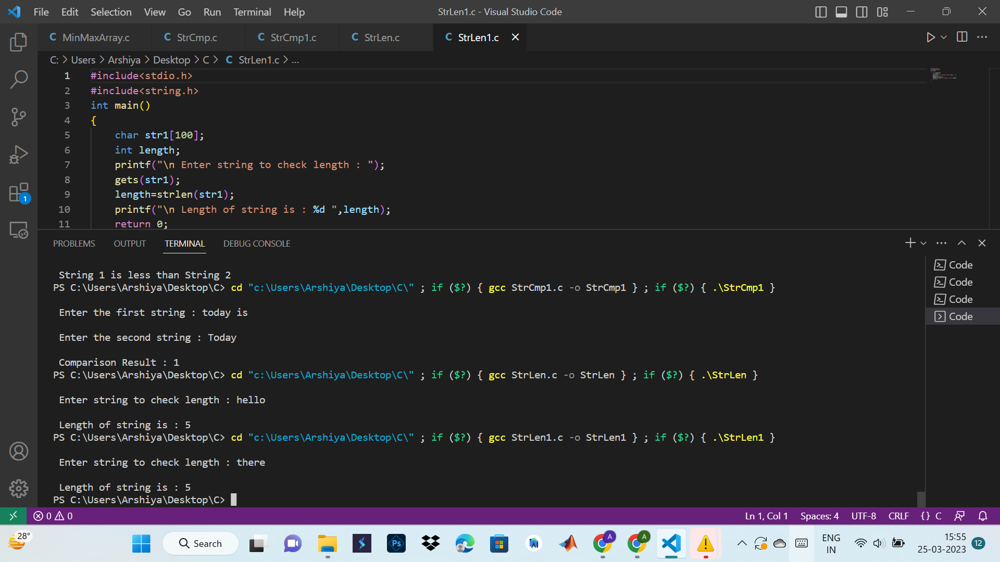 File Edit Selection View Go Run Terminal Help
StrLen1.c - Visual Studio Code
C MinMaxArray.c C StrCmp.c C StrCmp1.c C StrLen.c C StrLen1.c
C: > Users > Arshiya > Desktop > C > C StrLen1.c > ...
1 #include<stdio.h>
2 #include<string.h>
3 int main()
4 {
5 char str1[100];
6 int length;
7 printf("\n Enter string to check length : ");
8 gets(str1);
9 length=strlen(str1);
10 printf("\n Length of string is : %d ",length);
11 return 0;
PROBLEMS OUTPUT TERMINAL DEBUG CONSOLE
String 1 is less than String 2
PS C:\Users\Arshiya\Desktop\C> cd "c:\Users\Arshiya\Desktop\C\" ; if ($?) { gcc StrCmp1.c -o StrCmp1 } ; if ($?) { .\StrCmp1 }
Enter the first string : today is
Enter the second string : Today
Comparison Result : 1
PS C:\Users\Arshiya\Desktop\C> cd "c:\Users\Arshiya\Desktop\C\" ; if ($?) { gcc StrLen.c -o StrLen } ; if ($?) { .\StrLen }
Enter string to check length : hello
Length of string is : 5
PS C:\Users\Arshiya\Desktop\C> cd "c:\Users\Arshiya\Desktop\C\" ; if ($?) { gcc StrLen1.c -o StrLen1 } ; if ($?) { .\StrLen1 }
Enter string to check length : there
Length of string is : 5
PS C:\Users\Arshiya\Desktop\C>
Code
Code
Code
Code
1
0 0
Ln 1, Col 1 Spaces: 4 UTF-8 CRLF {} C
28°
Search
Ps
A
A
ENG
IN
15:55
25-03-2023
12